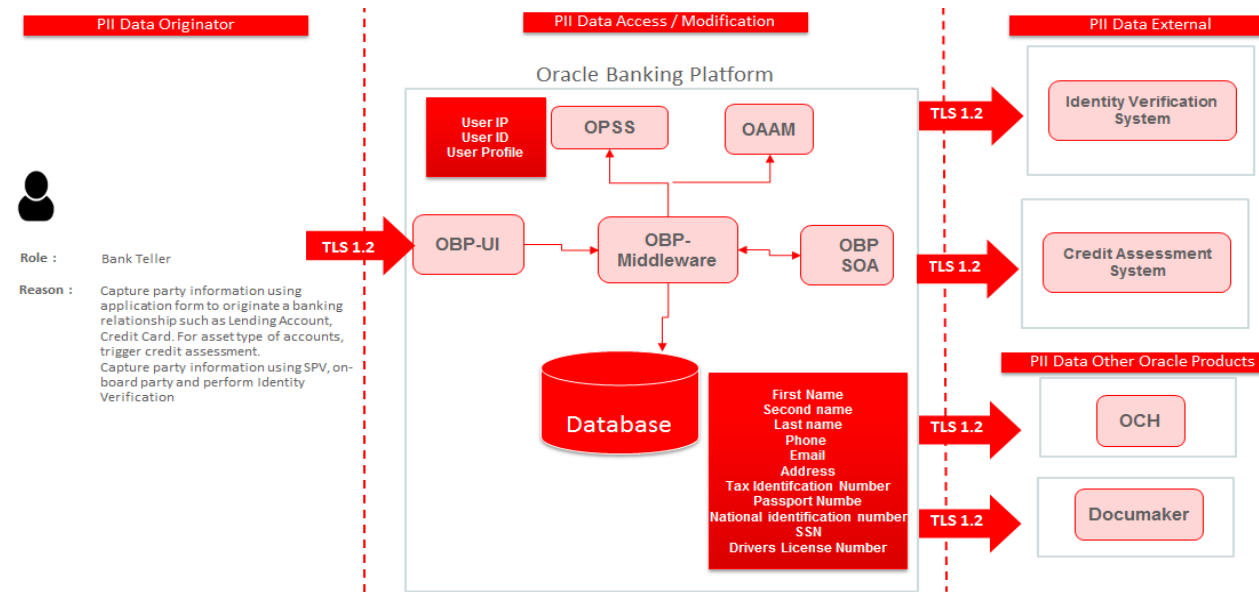 PII Data Originator
PII Data Access / Modification
PII Data External
Oracle Banking Platform
User IP
User ID
User Profile
OPSS
OAAM
TLS 1.2
Identity Verification
System
TLS 1.2
OBP-UI
OBP-
Middleware
OBP
SOA
TLS 1.2
Credit Assessment
System
Role :
Bank Teller
Reason :
Capture party information using
application form to originate a banking
relationship such as Lending Account,
Credit Card. For asset type of accounts,
trigger credit assessment.
Capture party information using SPV, on-
board party and perform Identity
Verification
Database
First Name
Second name
Last name
Phone
Email
Address
Tax Identifcation Number
Passport Numbe
National identification number
SSN
Drivers License Number
PII Data Other Oracle Products
TLS 1.2
OCH
TLS 1.2
Documaker